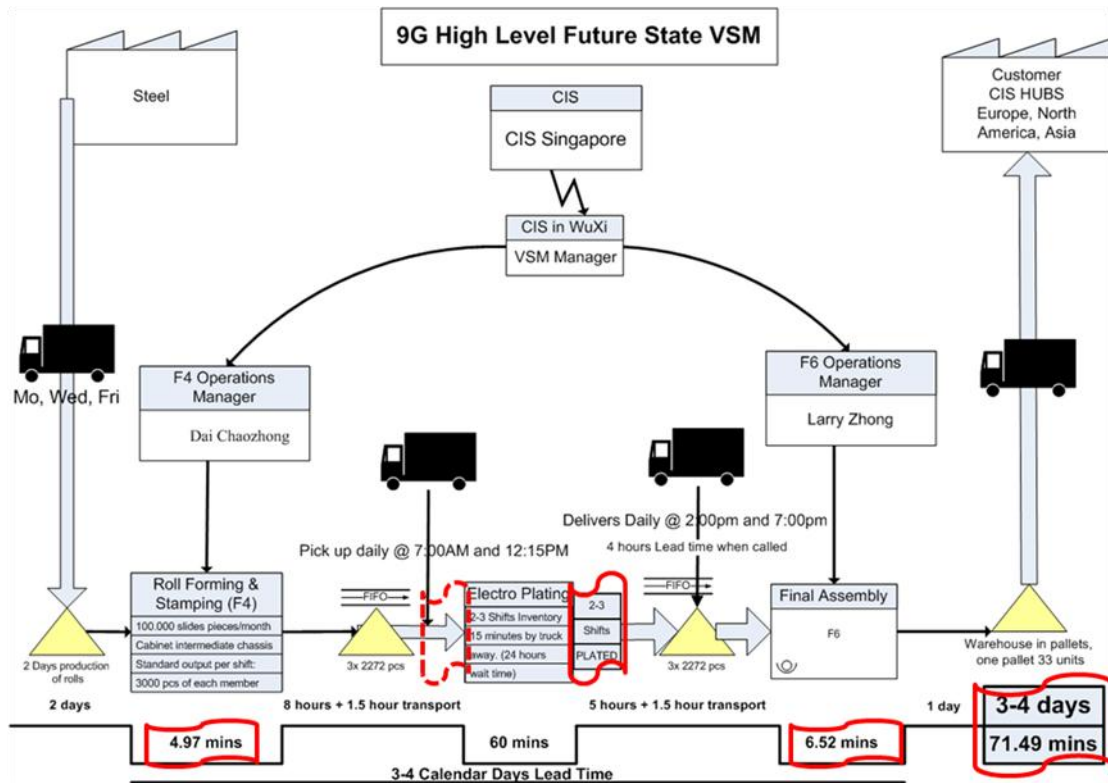 9G High Level Future State VSM
Steel
CIS
CIS Singapore
Customer
CIS HUBS
Europe, North
America, Asia
CIS in WuXi
VSM Manager
Mo, Wed, Fri
F4 Operations
Manager
Dai Chaozhong
F6 Operations
Manager
Larry Zhong
Pick up daily @ 7:00AM and 12:15PM
Delivers Daily @ 2:00pm and 7:00pm
4 hours Lead time when called
2 Days production
of rolls
Roll Forming &
Stamping (F4)
100.000 slides pieces/month
Cabinet intermediate chassis
Standard output per shift:
3000 pcs of each member
FIFO
3x 2272 pcs
Electro Plating
2-3 Shifts Inventory
15 minutes by truck
away. (24 hours
wait time)
2-3
Shifts
PLATED
FIFO
3x 2272 pcs
Final Assembly
F6
Warehouse in pallets,
one pallet 33 units
2 days
4.97 mins
8 hours + 1.5 hour transport
60 mins
5 hours + 1.5 hour transport
6.52 mins
1 day
3-4 days
71.49 mins
3-4 Calendar Days Lead Time